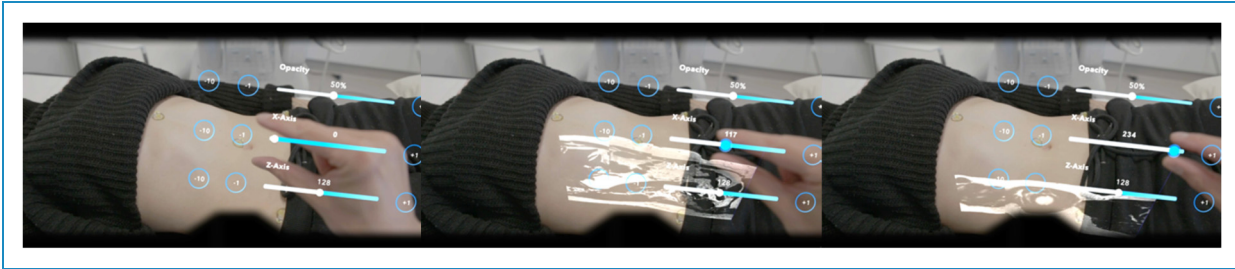 Opacity
-10 -1 50%
X-Axis
-10 -1 0 +1
Z-Axis
-10 -1 128 +1
Opacity
-1 50%
X-Axis
-10 -1 117 +1
-1 128 +1
Opacity
-10 -1 50%
X-Axis
-10 -1 234 +1
Z-Axis
128 +1